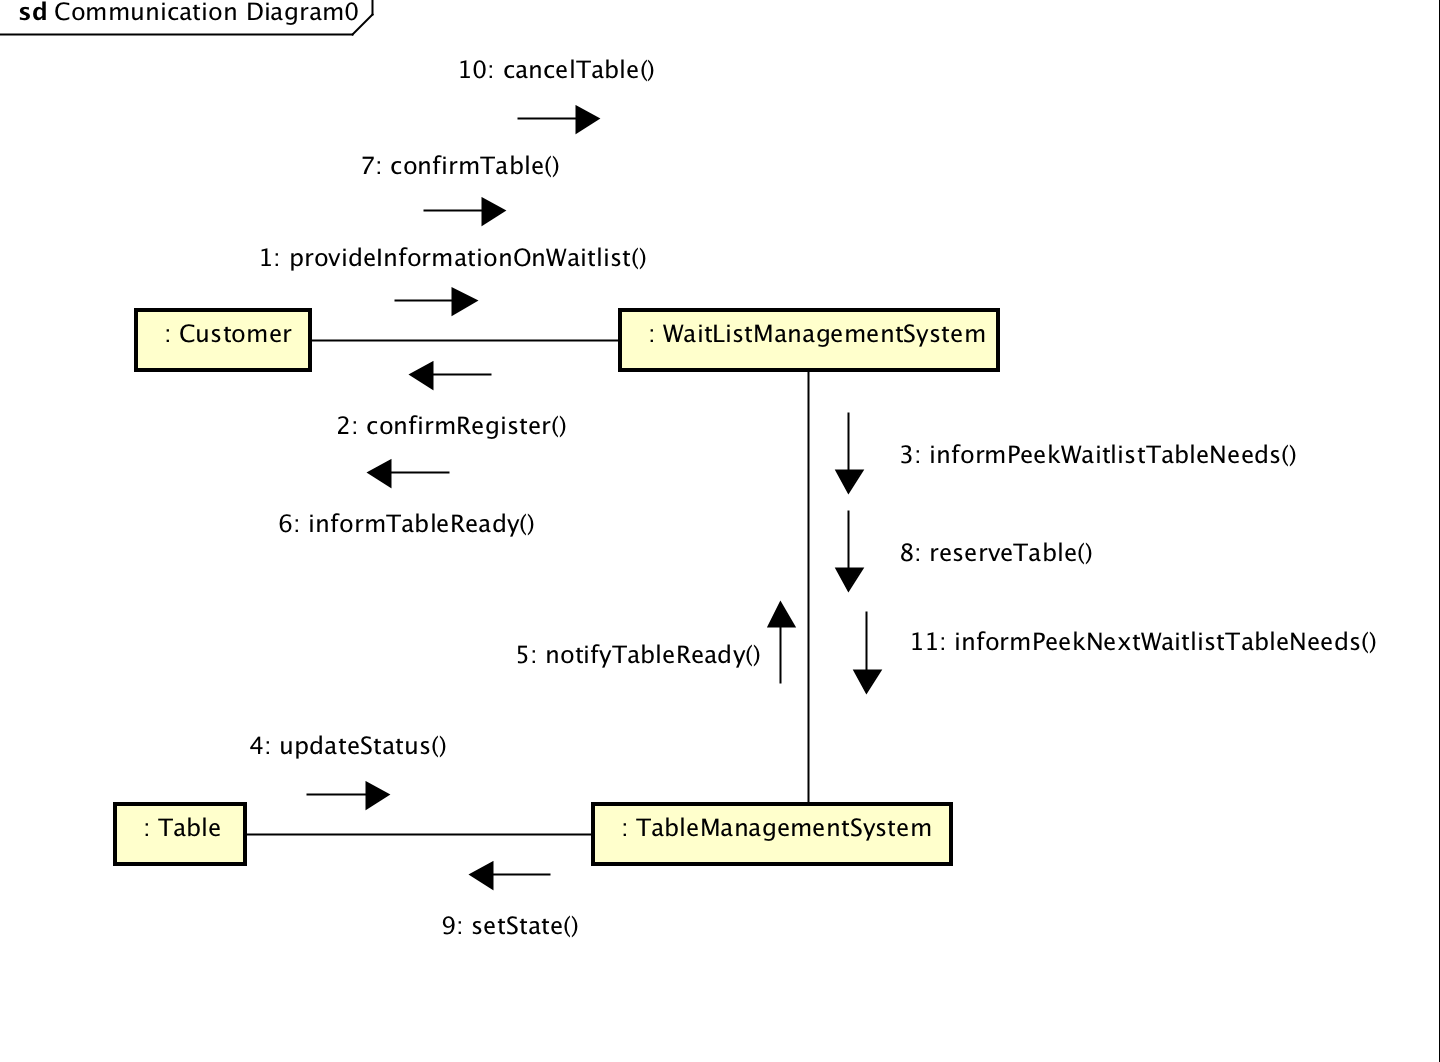 sd Communication Diagram0
10: cancelTable()
7: confirmTable()
1: provideInformationOnWaitlist()
: Customer
: WaitListManagementSystem
2: confirmRegister()
3: informPeekWaitlistTableNeeds()
6: informTableReady()
8: reserveTable()
11: informPeekNextWaitlistTableNeeds()
5: notifyTableReady()
4: updateStatus()
: Table
: TableManagementSystem
9: setState()